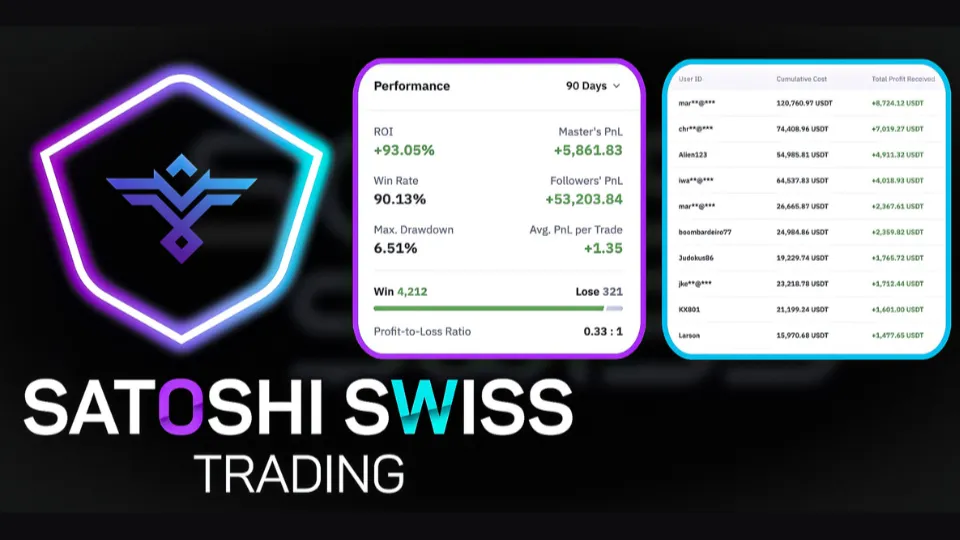 Performance 90 Days
ROI Master's PnL
+93.05% +5,861.83
Win Rate Followers' PnL
90.13% +53,203.84
Max. Drawdown Avg. PnL per Trade
6.51% +1.35
Win 4,212 Lose 321
Profit-to-Loss Ratio 0.33 : 1
User ID Cumulative Cost Total Profit Received
mar**@*** 120,760.97 USDT +8,724.12 USDT
chr**@*** 74,408.96 USDT +7,019.27 USDT
Alien123 54,985.81 USDT +4,911.32 USDT
iwa**@*** 64,537.83 USDT +4,018.93 USDT
mar**@*** 26,665.87 USDT +2,367.61 USDT
boombardeiro77 24,984.86 USDT +2,359.82 USDT
Judokus86 19,229.74 USDT +1,765.72 USDT
jke**@*** 23,218.78 USDT +1,712.44 USDT
KX801 21,199.24 USDT +1,601.00 USDT
Larson 15,970.68 USDT +1,477.65 USDT
SATOSHI SWISS
TRADING